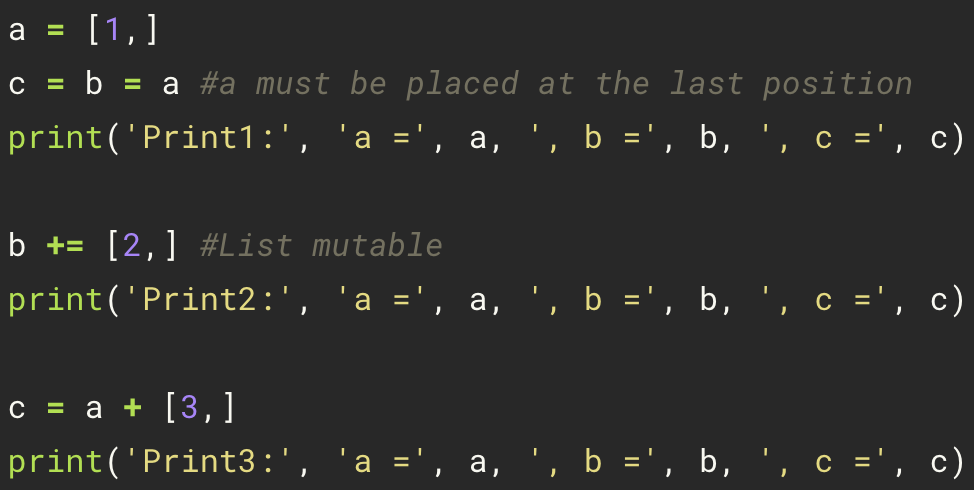 a = [1,]
c = b = a #a must be placed at the last position
print('Print1:', 'a =', a, ', b =', b, ', c =', c)
b += [2,] #List mutable
print('Print2:', 'a =', a, ', b =', b, ', c =', c)
c = a + [3,]
print('Print3:', 'a =', a, ', b =', b, ', c =', c)